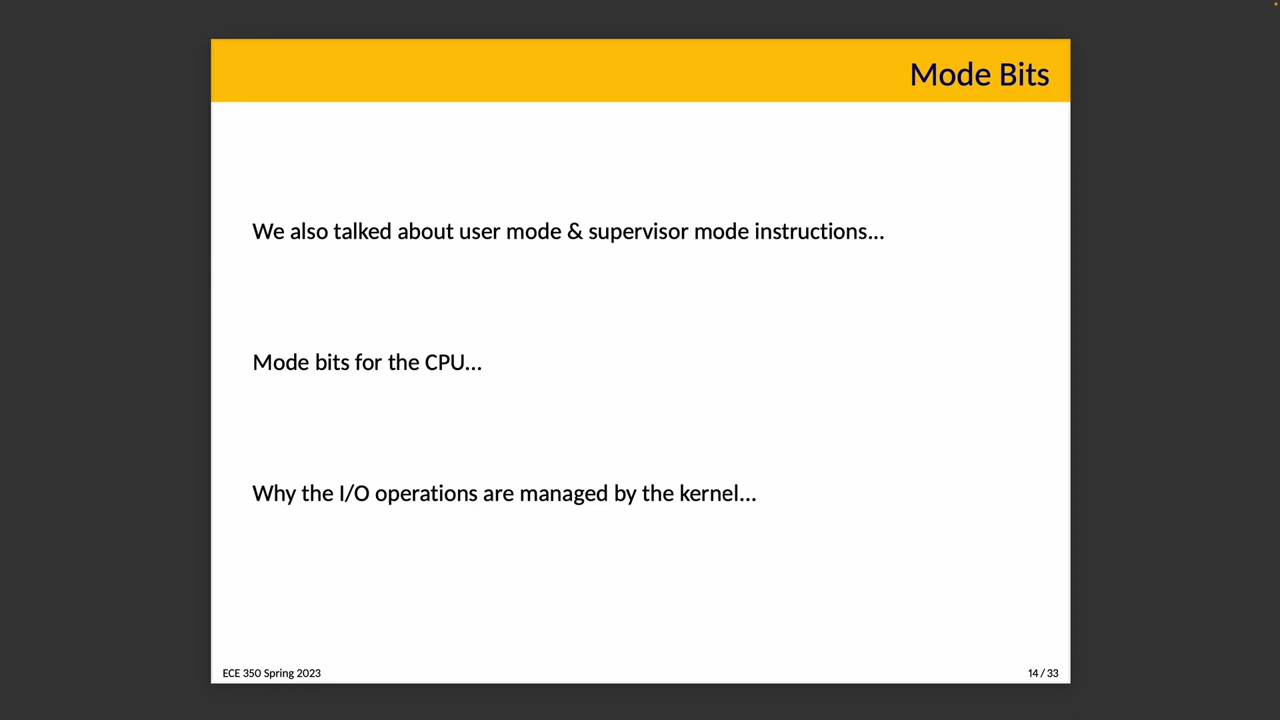 Mode Bits
We also talked about user mode & supervisor mode instructions...
Mode bits for the CPU...
Why the I/O operations are managed by the kernel...
ECE 350 Spring 2023
14 / 33